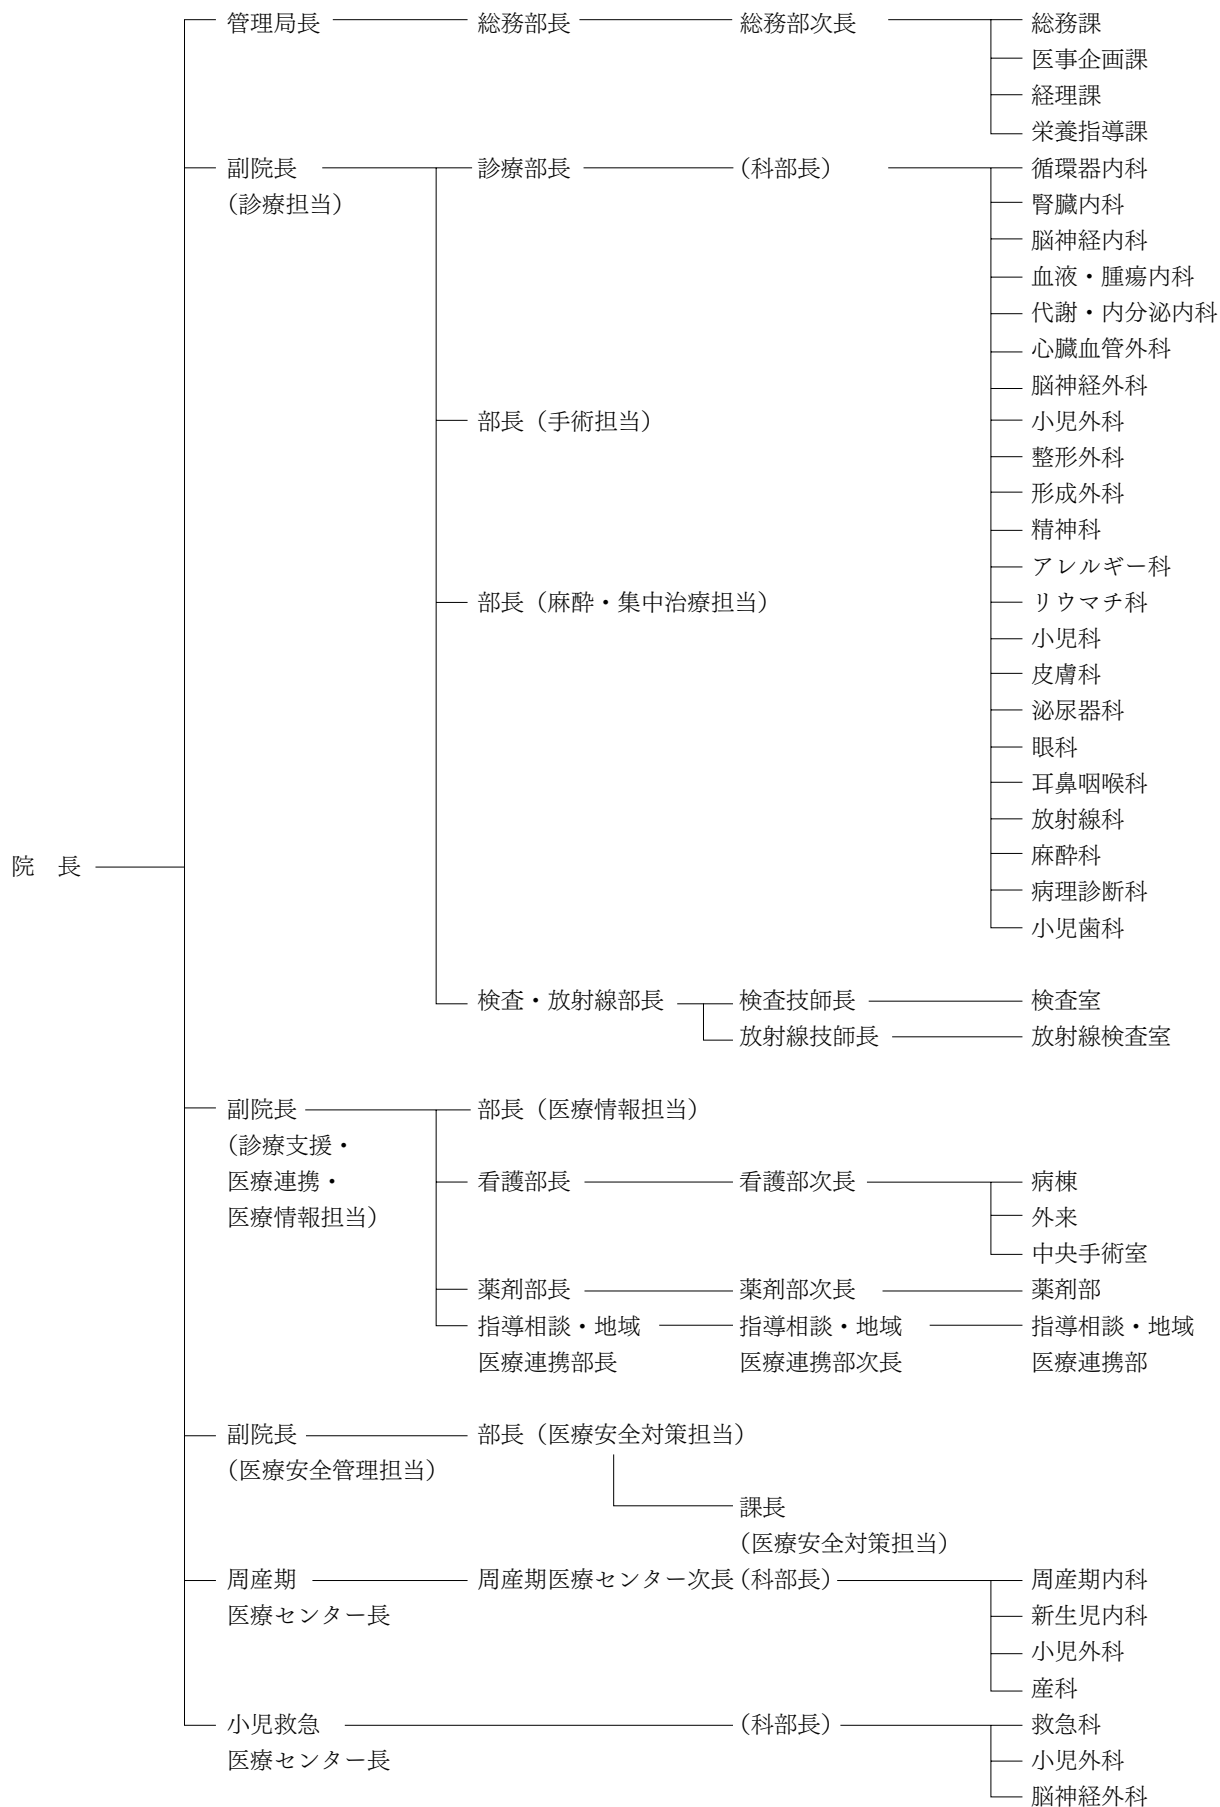 管理局長 総務部長 総務部次長 総務課
医事企画課
経理課
栄養指導課
副院長 診療部長 (科部長) 循環器内科
(診療担当) 腎臓内科
脳神経内科
血液・腫瘍内科
代謝・内分泌内科
心臓血管外科
脳神経外科
部長（手術担当） 小児外科
整形外科
形成外科
精神科
アレルギー科
部長（麻酔・集中治療担当） リウマチ科
小児科
皮膚科
泌尿器科
眼科
耳鼻咽喉科
放射線科
院　長 麻酔科
病理診断科
小児歯科
検査・放射線部長 検査技師長 検査室
放射線技師長 放射線検査室
副院長 部長（医療情報担当）
(診療支援・
医療連携・ 看護部長 看護部次長 病棟
医療情報担当) 外来
中央手術室
薬剤部長 薬剤部次長 薬剤部
指導相談・地域 指導相談・地域 指導相談・地域
医療連携部長 医療連携部次長 医療連携部
副院長 部長（医療安全対策担当）
(医療安全管理担当)
課長
(医療安全対策担当)
周産期 周産期医療センター次長 (科部長) 周産期内科
医療センター長 新生児内科
小児外科
産科
小児救急 (科部長) 救急科
医療センター長 小児外科
脳神経外科